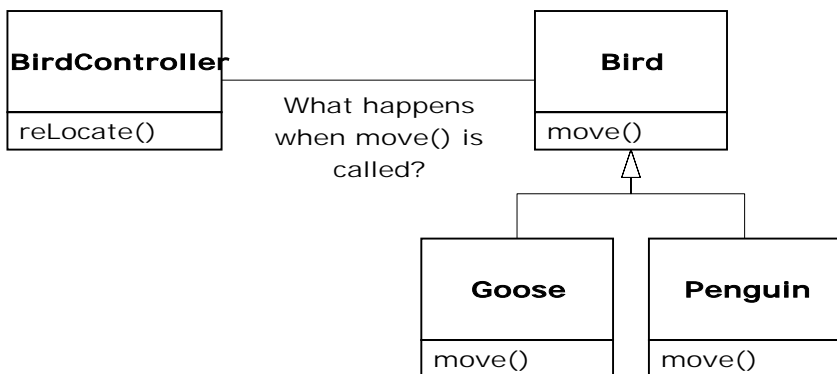 BirdController
reLocate()
What happens
when move() is
called?
Bird
move()
Goose
move()
Penguin
move()